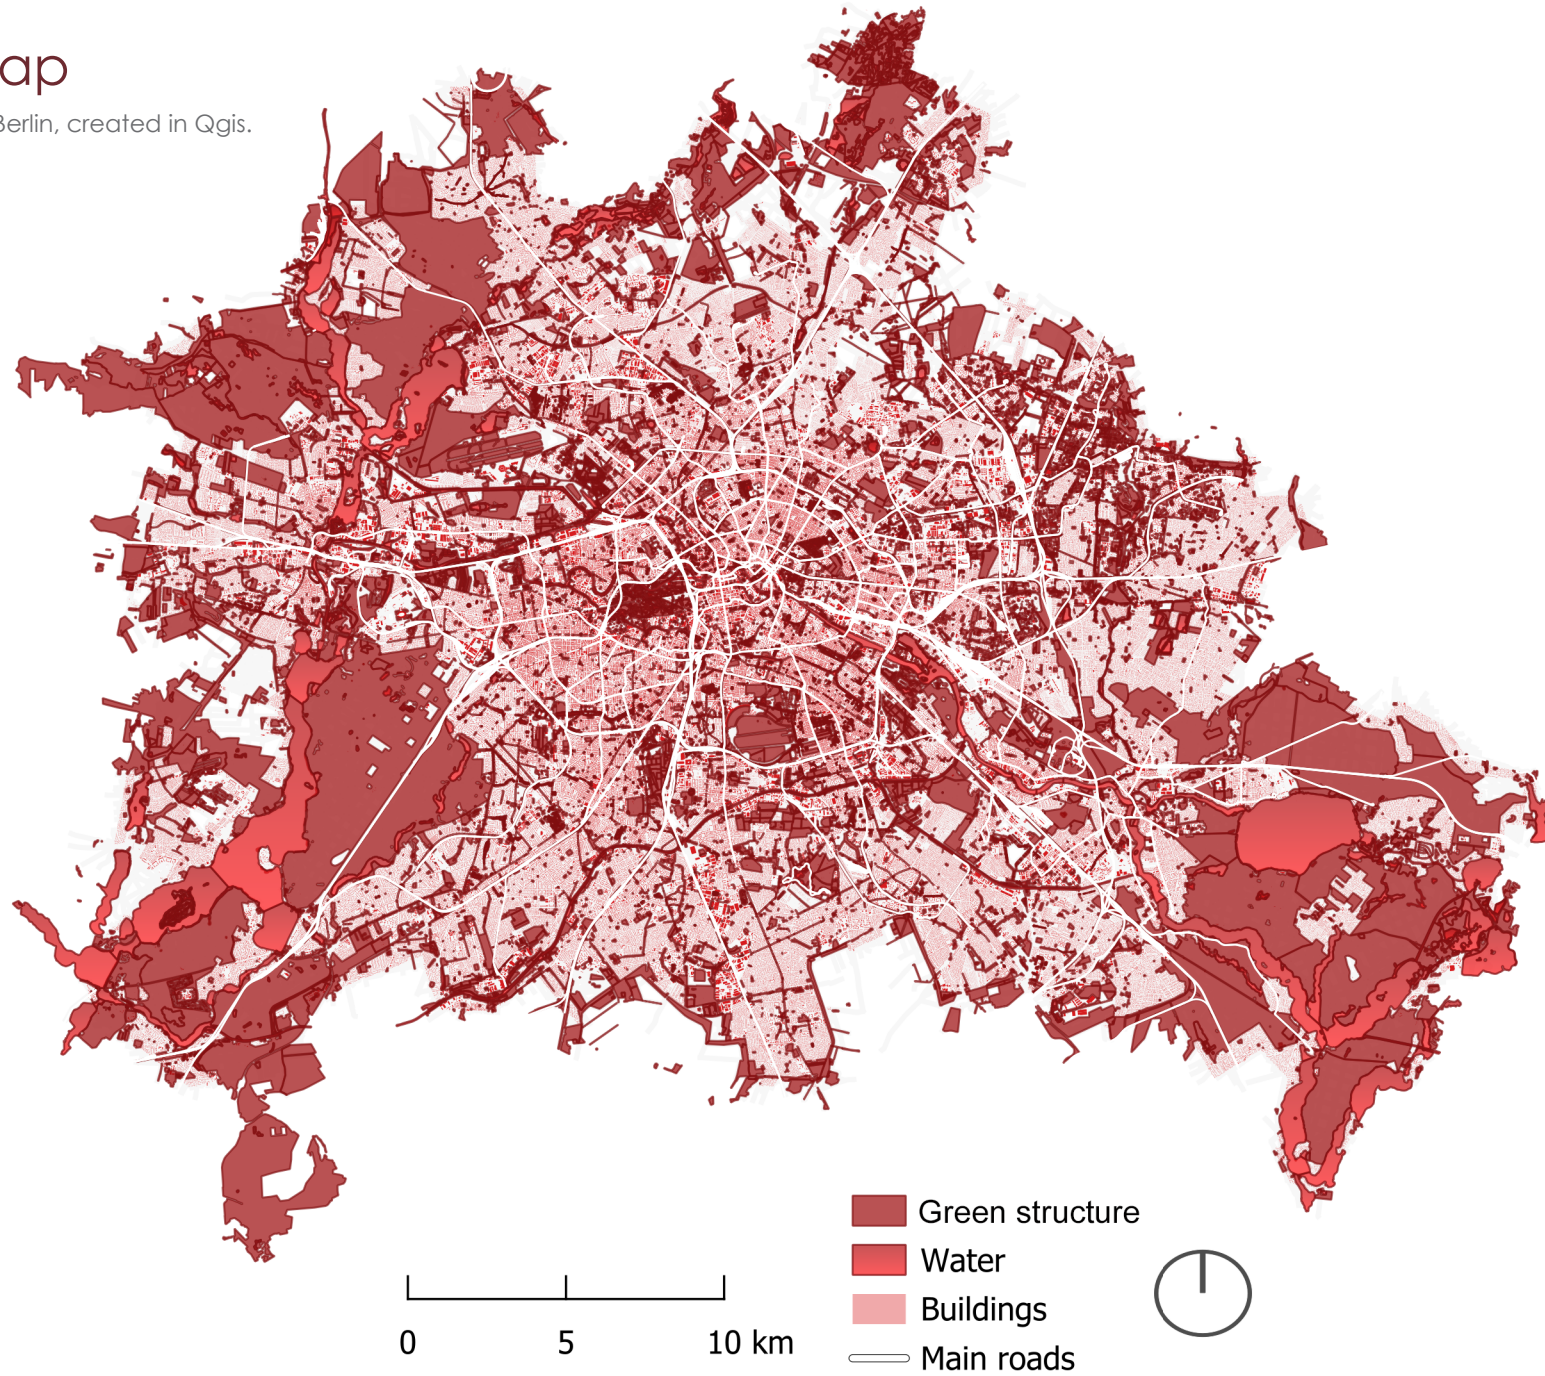 ap
Berlin, created in Qgis.
Green structure
Water
Buildings
Main roads
0 5 10 km